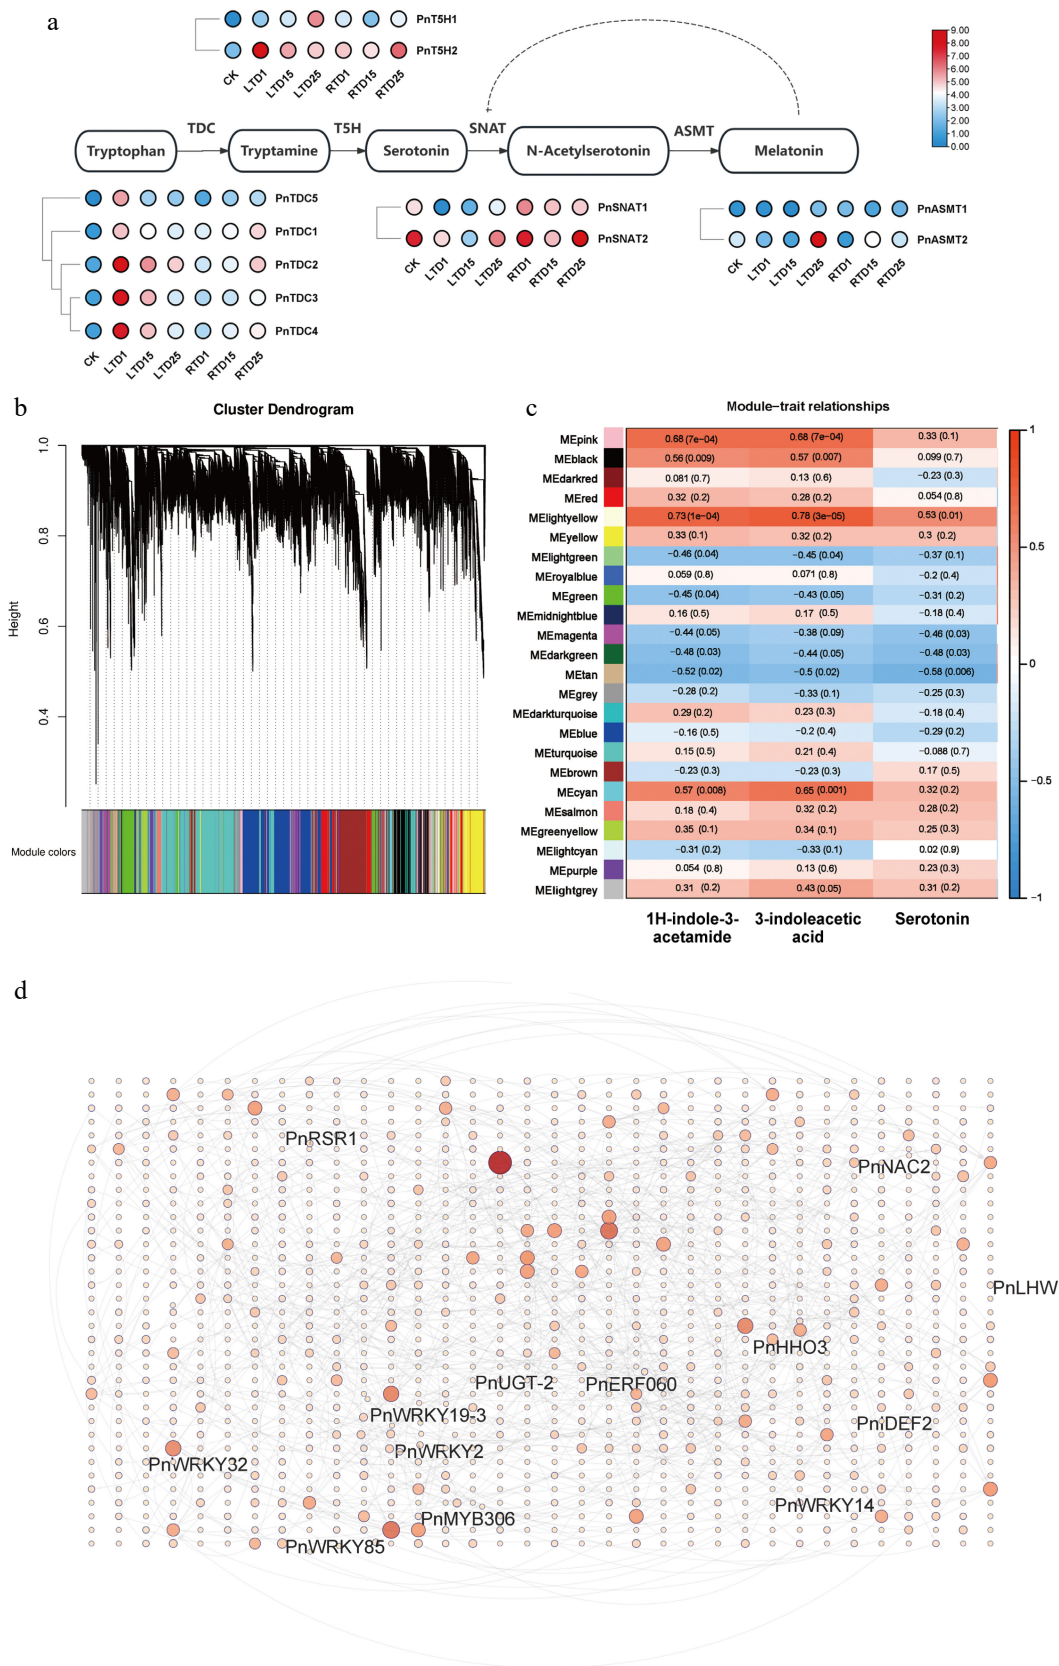 a
PnT5H1
PnT5H2
CK LTD1 LTD15 LTD25 RTD1 RTD15 RTD25
9.00
8.00
7.00
6.00
5.00
4.00
3.00
2.00
1.00
0.00
TDC T5H SNAT ASMT
Tryptophan Tryptamine Serotonin N-Acetylserotonin Melatonin
PnTDC5
PnTDC1
PnTDC2
PnTDC3
PnTDC4
CK LTD1 LTD15 LTD25 RTD1 RTD15 RTD25
PnSNAT1
PnSNAT2
CK LTD1 LTD15 LTD25 RTD1 RTD15 RTD25
PnASMT1
PnASMT2
CK LTD1 LTD15 LTD25 RTD1 RTD15 RTD25
b
Cluster Dendrogram
Height
1.0
0.8
0.6
0.4
Module colors
c
Module−trait relationships
MEpink 0.68 (7e−04) 0.68 (7e−04) 0.33 (0.1)
MEblack 0.56 (0.009) 0.57 (0.007) 0.099 (0.7)
MEdarkred 0.081 (0.7) 0.13 (0.6) −0.23 (0.3)
MEred 0.32 (0.2) 0.28 (0.2) 0.054 (0.8)
MElightyellow 0.73 (1e−04) 0.78 (3e−05) 0.53 (0.01)
MEyellow 0.33 (0.1) 0.32 (0.2) 0.3 (0.2)
MElightgreen −0.46 (0.04) −0.45 (0.04) −0.37 (0.1)
MEroyalblue 0.059 (0.8) 0.071 (0.8) −0.2 (0.4)
MEgreen −0.45 (0.04) −0.43 (0.05) −0.31 (0.2)
MEmidnightblue 0.16 (0.5) 0.17 (0.5) −0.18 (0.4)
MEmagenta −0.44 (0.05) −0.38 (0.09) −0.46 (0.03)
MEdarkgreen −0.48 (0.03) −0.44 (0.05) −0.48 (0.03)
MEtan −0.52 (0.02) −0.5 (0.02) −0.58 (0.006)
MEgrey −0.28 (0.2) −0.33 (0.1) −0.25 (0.3)
MEdarkturquoise 0.29 (0.2) 0.23 (0.3) −0.18 (0.4)
MEblue −0.16 (0.5) −0.2 (0.4) −0.29 (0.2)
MEturquoise 0.15 (0.5) 0.21 (0.4) −0.088 (0.7)
MEbrown −0.23 (0.3) −0.23 (0.3) 0.17 (0.5)
MEcyan 0.57 (0.008) 0.65 (0.001) 0.32 (0.2)
MEsalmon 0.18 (0.4) 0.32 (0.2) 0.28 (0.2)
MEgreenyellow 0.35 (0.1) 0.34 (0.1) 0.25 (0.3)
MElightcyan −0.31 (0.2) −0.33 (0.1) 0.02 (0.9)
MEpurple 0.054 (0.8) 0.13 (0.6) 0.23 (0.3)
MElightgrey 0.31 (0.2) 0.43 (0.05) 0.31 (0.2)
1H-indole-3-
acetamide
3-indoleacetic
acid
Serotonin
1
0.5
0
−0.5
−1
d
PnRSR1
PnNAC2
PnLHW
PnHHO3
PnUGT-2
PnERF060
PnWRKY19-3
PniDEF2
PnWRKY2
PnWRKY32
PnWRKY14
PnMYB306
PnWRKY85